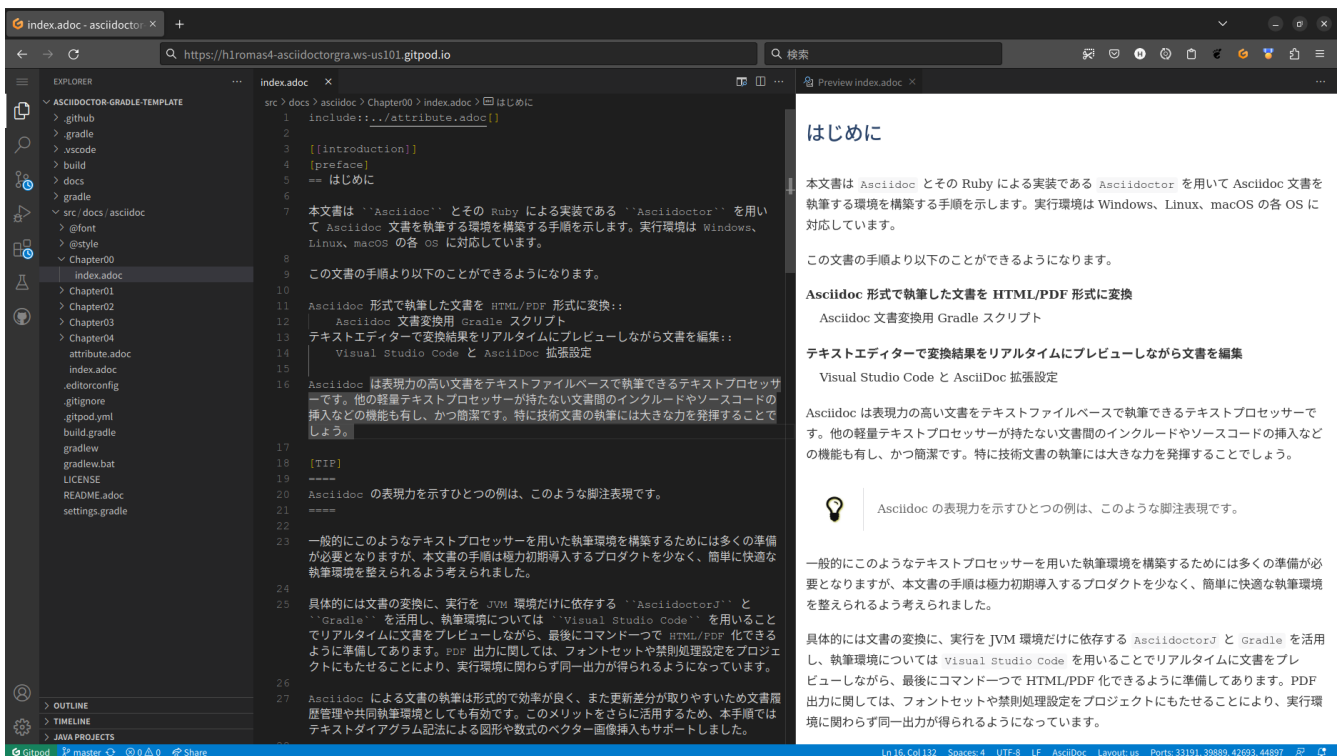 index.adoc - asciidoctor
https://h1romas4-asciidoctorgra.ws-us101.gitpod.io
検索
EXPLORER
ASCIIDOCTOR-GRADLE-TEMPLATE
.github
.gradle
.vscode
build
docs
gradle
src/docs/asciidoc
@font
@style
Chapter00
index.adoc
Chapter01
Chapter02
Chapter03
Chapter04
attribute.adoc
index.adoc
.editorconfig
.gitignore
.gitpod.yml
build.gradle
gradlew
gradlew.bat
LICENSE
README.adoc
settings.gradle
OUTLINE
TIMELINE
JAVA PROJECTS
index.adoc
src > docs > asciidoc > Chapter00 > index.adoc > はじめに
1 include::../attribute.adoc[]
2
3 [[introduction]]
4 [preface]
5 == はじめに
6
7 本文書は ``Asciidoc`` とその Ruby による実装である ``Asciidoctor`` を用い
て Asciidoc 文書を執筆する環境を構築する手順を示します。実行環境は Windows、
Linux、macOS の各 OS に対応しています。
8
9 この文書の手順より以下のことができるようになります。
10
11 Asciidoc 形式で執筆した文書を HTML/PDF 形式に変換::
12 Asciidoc 文書変換用 Gradle スクリプト
13 テキストエディターで変換結果をリアルタイムにプレビューしながら文書を編集::
14 Visual Studio Code と AsciiDoc 拡張設定
15
16 Asciidoc は表現力の高い文書をテキストファイルベースで執筆できるテキストプロセッサ
ーです。他の軽量テキストプロセッサーが持たない文書間のインクルードやソースコードの
挿入などの機能も有し、かつ簡潔です。特に技術文書の執筆には大きな力を発揮することで
しょう。
17
18 [TIP]
19 ====
20 Asciidoc の表現力を示すひとつの例は、このような脚注表現です。
21 ====
22
23 一般的にこのようなテキストプロセッサーを用いた執筆環境を構築するためには多くの準備
が必要となりますが、本文書の手順は極力初期導入するプロダクトを少なく、簡単に快適な
執筆環境を整えられるよう考えられました。
24
25 具体的には文書の変換に、実行を JVM 環境だけに依存する ``AsciidoctorJ`` と
``Gradle`` を活用し、執筆環境については ``Visual Studio Code`` を用いること
でリアルタイムに文書をプレビューしながら、最後にコマンド一つで HTML/PDF 化できる
ように準備してあります。PDF 出力に関しては、フォントセットや禁則処理設定をプロジェ
クトにもたせることにより、実行環境に関わらず同一出力が得られるようになっています。
26
27 Asciidoc による文書の執筆は形式的で効率が良く、また更新差分が取りやすいため文書履
歴管理や共同執筆環境としても有効です。このメリットをさらに活用するため、本手順では
テキストダイアグラム記法による図形や数式のベクター画像挿入もサポートしました。
Preview index.adoc
はじめに
本文書は Asciidoc とその Ruby による実装である Asciidoctor を用いて Asciidoc 文書を
執筆する環境を構築する手順を示します。実行環境は Windows、Linux、macOS の各 OS に
対応しています。
この文書の手順より以下のことができるようになります。
Asciidoc 形式で執筆した文書を HTML/PDF 形式に変換
Asciidoc 文書変換用 Gradle スクリプト
テキストエディターで変換結果をリアルタイムにプレビューしながら文書を編集
Visual Studio Code と AsciiDoc 拡張設定
Asciidoc は表現力の高い文書をテキストファイルベースで執筆できるテキストプロセッサーで
す。他の軽量テキストプロセッサーが持たない文書間のインクルードやソースコードの挿入など
の機能も有し、かつ簡潔です。特に技術文書の執筆には大きな力を発揮することでしょう。
Asciidoc の表現力を示すひとつの例は、このような脚注表現です。
一般的にこのようなテキストプロセッサーを用いた執筆環境を構築するためには多くの準備が必
要となりますが、本文書の手順は極力初期導入するプロダクトを少なく、簡単に快適な執筆環境
を整えられるよう考えられました。
具体的には文書の変換に、実行を JVM 環境だけに依存する AsciidoctorJ と Gradle を活用
し、執筆環境については Visual Studio Code を用いることでリアルタイムに文書をプレ
ビューしながら、最後にコマンド一つで HTML/PDF 化できるように準備してあります。PDF
出力に関しては、フォントセットや禁則処理設定をプロジェクトにもたせることにより、実行環
境に関わらず同一出力が得られるようになっています。
Gitpod master 0 0 Share
Ln 16, Col 132 Spaces: 4 UTF-8 LF AsciiDoc Layout: us Ports: 33191, 39889, 42693, 44897